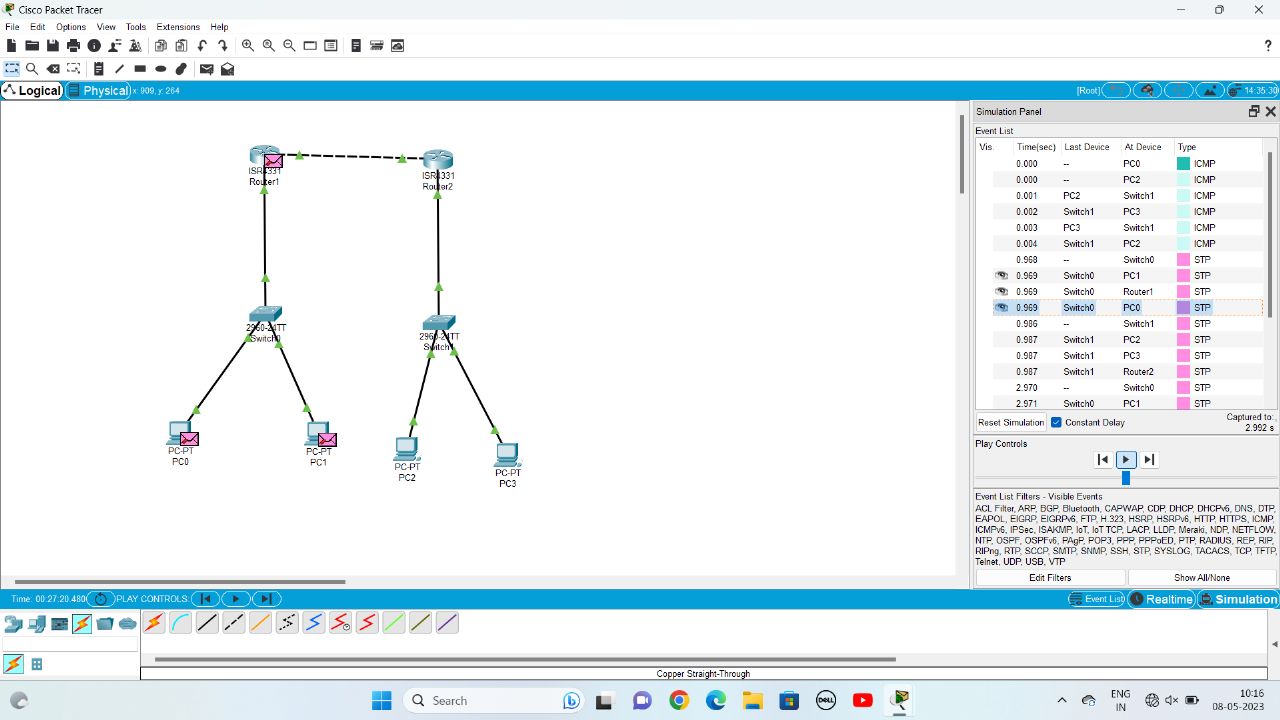 Cisco Packet Tracer
File Edit Options View Tools Extensions Help
Logical Physical x: 909, y: 264 [Root] 14:35:30
ISR4331
Router1
ISR4331
Router2
2960-24TT
Switch0
2960-24TT
Switch1
PC-PT
PC0
PC-PT
PC1
PC-PT
PC2
PC-PT
PC3
Simulation Panel
Event List
Vis. Time(sec) Last Device At Device Type
0.000 -- PC0 ICMP
0.000 -- PC2 ICMP
0.001 PC2 Switch1 ICMP
0.002 Switch1 PC3 ICMP
0.003 PC3 Switch1 ICMP
0.004 Switch1 PC2 ICMP
0.968 -- Switch0 STP
0.969 Switch0 PC1 STP
0.969 Switch0 Router1 STP
0.969 Switch0 PC0 STP
0.986 -- Switch1 STP
0.987 Switch1 PC2 STP
0.987 Switch1 PC3 STP
0.987 Switch1 Router2 STP
2.970 -- Switch0 STP
2.971 Switch0 PC1 STP
Reset Simulation Constant Delay Captured to:
2.992 s
Play Controls
Event List Filters - Visible Events
ACL Filter, ARP, BGP, Bluetooth, CAPWAP, CDP, DHCP, DHCPv6, DNS, DTP,
EAPOL, EIGRP, EIGRPv6, FTP, H.323, HSRP, HSRPv6, HTTP, HTTPS, ICMP,
ICMPv6, IPSec, ISAKMP, IoT, IoT TCP, LACP, LLDP, Meraki, NDP, NETFLOW,
NTP, OSPF, OSPFv6, PAgP, POP3, PPP, PPPoED, PTP, RADIUS, REP, RIP,
RIPng, RTP, SCCP, SMTP, SNMP, SSH, STP, SYSLOG, TACACS, TCP, TFTP,
Telnet, UDP, USB, VTP
Edit Filters Show All/None
Time: 00:27:20.480 PLAY CONTROLS: Event List Realtime Simulation
Copper Straight-Through
Search
DELL
ENG
IN
10:16
08-05-2023